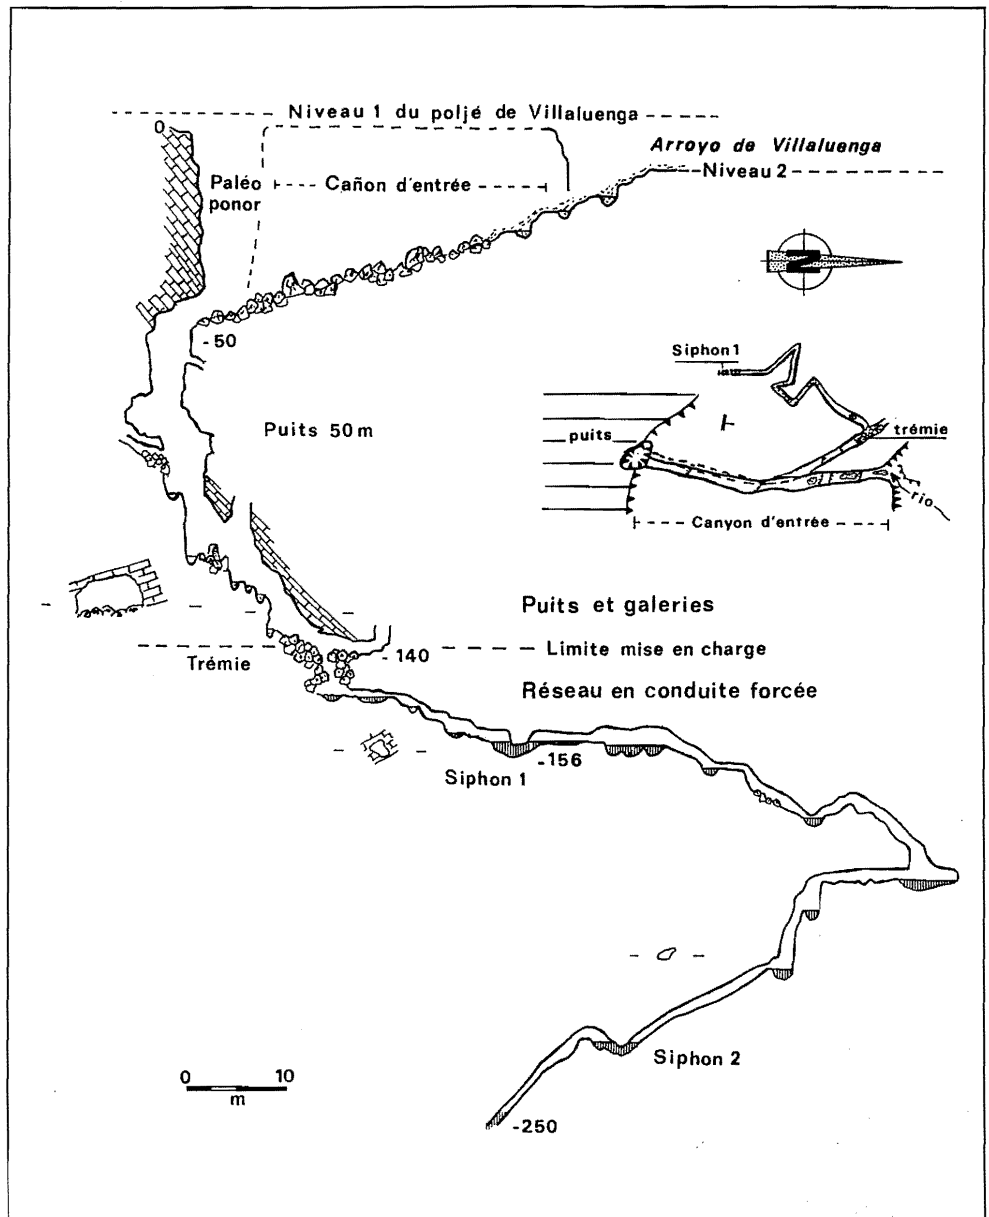 Niveau 1 du poljé de Villaluenga
0
Arroyo de Villaluenga
Niveau 2
Paléo
ponor
Cañon d'entrée
N
-50
Siphon 1
Puits 50m
puits
trémie
rio
Canyon d'entrée
Puits et galeries
-140
Limite mise en charge
Trémie
Réseau en conduite forcée
-156
Siphon 1
Siphon 2
0 10
m
-250